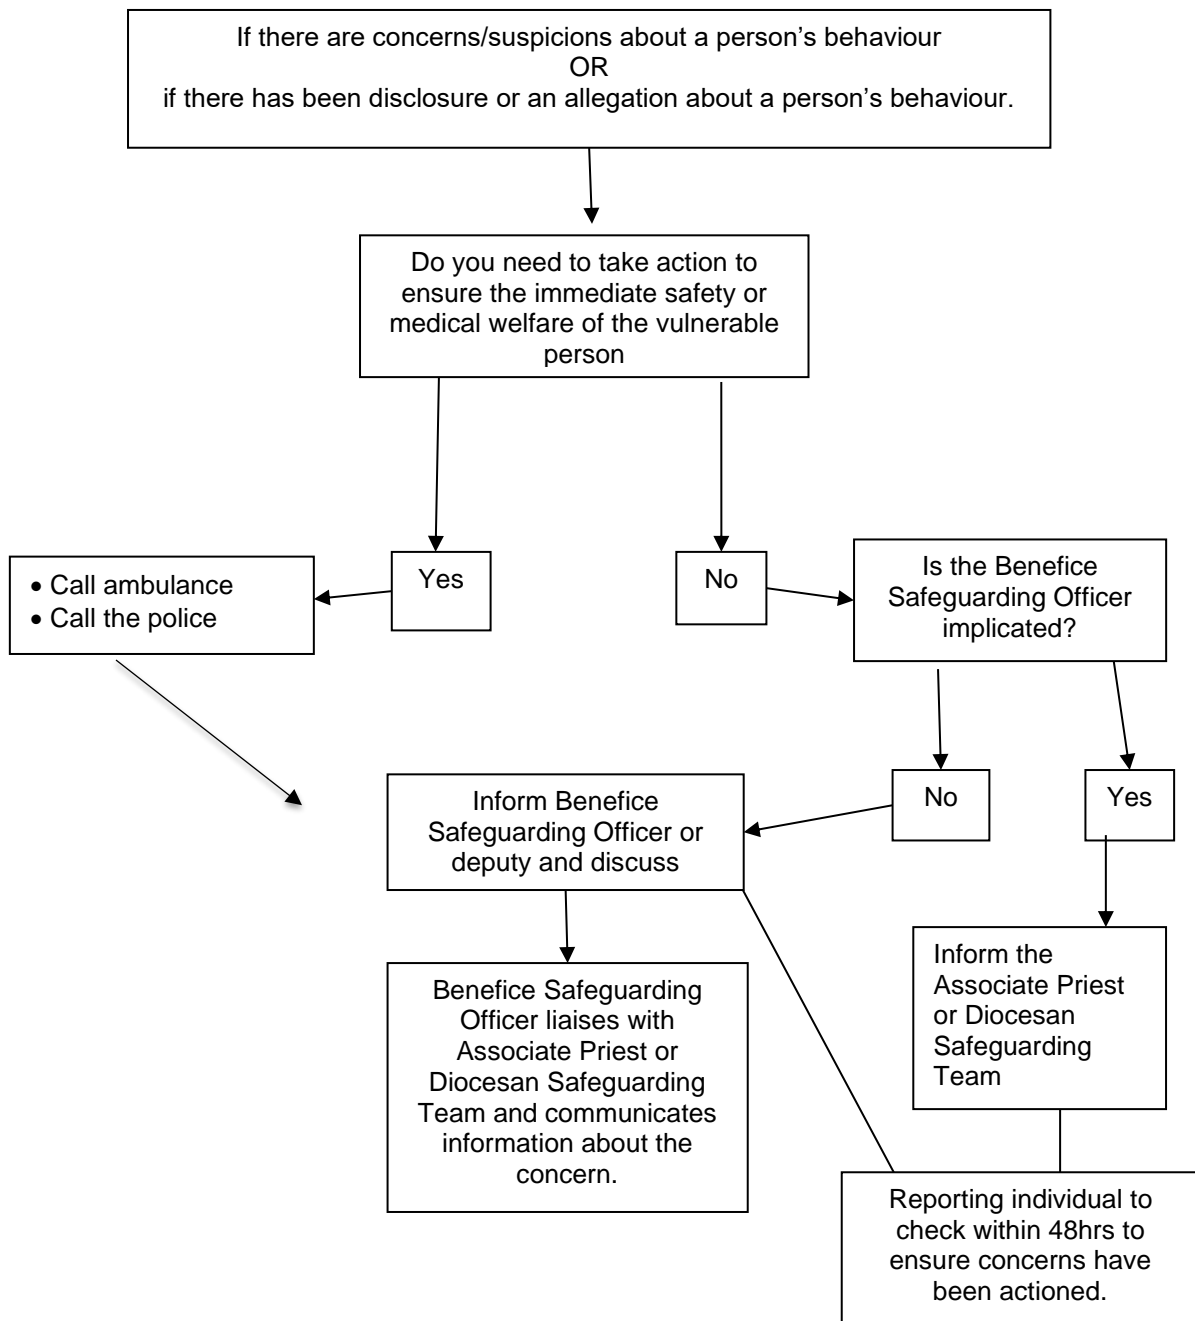 If there are concerns/suspicions about a person’s behaviour
OR
if there has been disclosure or an allegation about a person’s behaviour.
Do you need to take action to
ensure the immediate safety or
medical welfare of the vulnerable
person
• Call ambulance
• Call the police
Yes
No
Is the Benefice
Safeguarding Officer
implicated?
Inform Benefice
Safeguarding Officer or
deputy and discuss
No
Yes
Benefice Safeguarding
Officer liaises with
Associate Priest or
Diocesan Safeguarding
Team and communicates
information about the
concern.
Inform the
Associate Priest
or Diocesan
Safeguarding
Team
Reporting individual to
check within 48hrs to
ensure concerns have
been actioned.